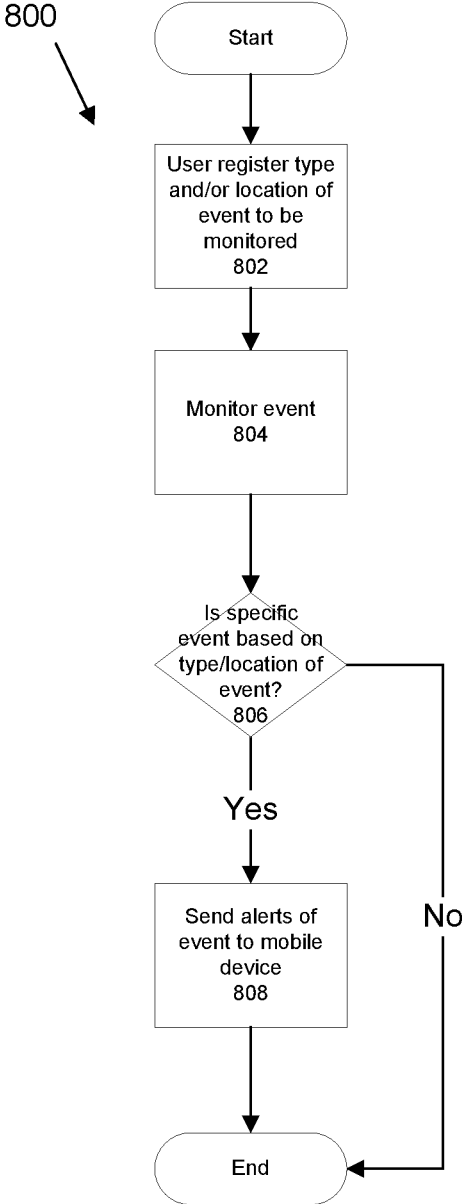 800
Start
User register type
and/or location of
event to be
monitored
802
Monitor event
804
Is specific
event based on
type/location of
event?
806
Yes
No
Send alerts of
event to mobile
device
808
End